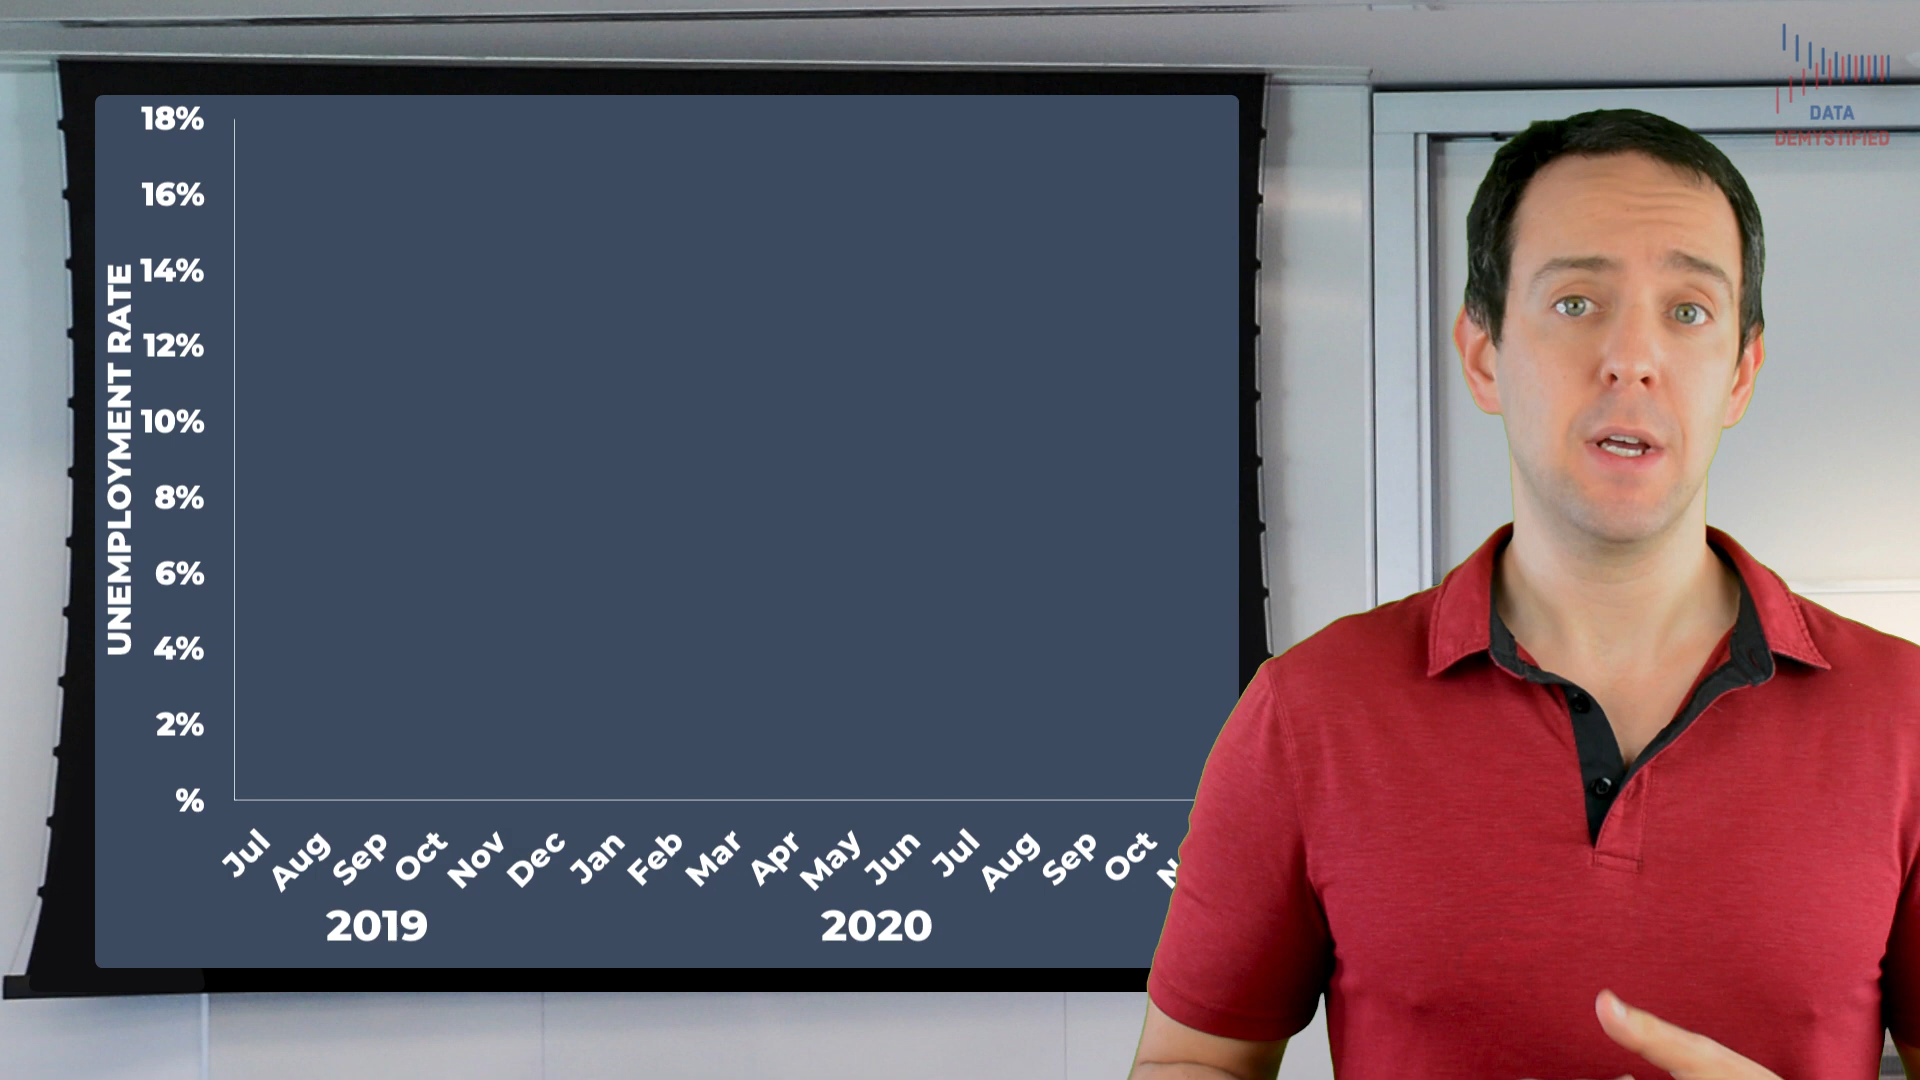 DATA
DEMYSTIFIED
18%
16%
14%
12%
10%
8%
6%
4%
2%
%
UNEMPLOYMENT RATE
Jul Aug Sep Oct Nov Dec Jan Feb Mar Apr May Jun Jul Aug Sep Oct
2019 2020